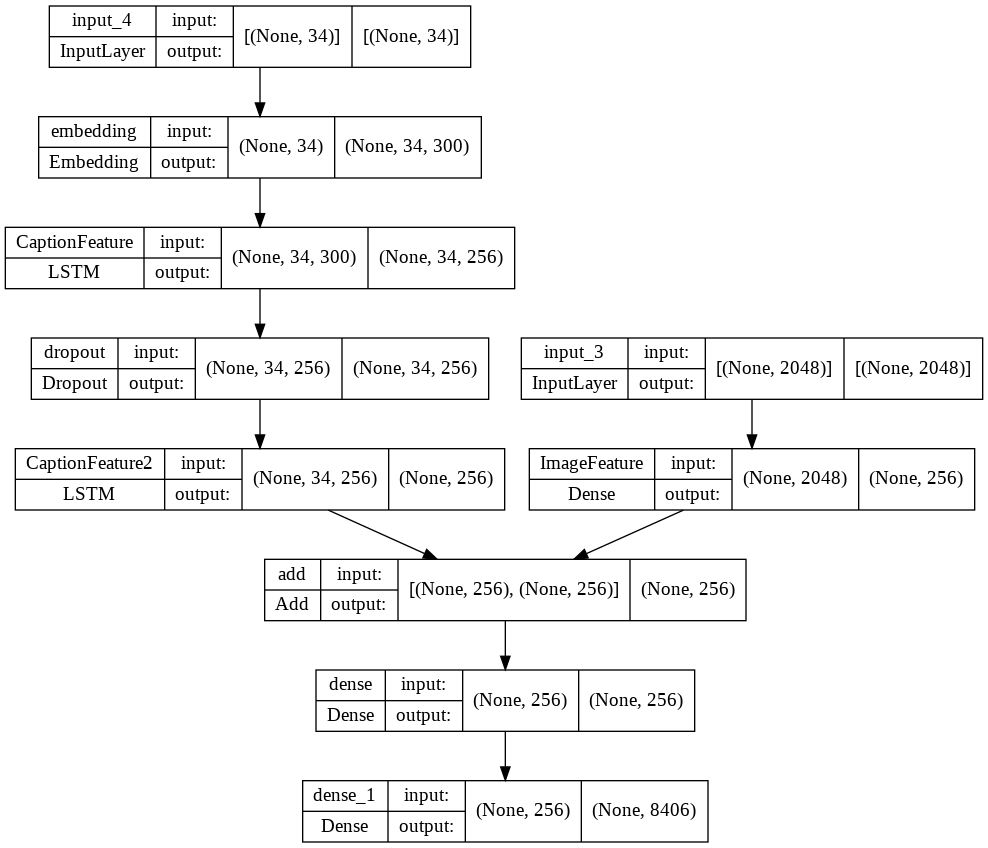 input_4 input: [(None, 34)] [(None, 34)]
InputLayer output:
embedding input: (None, 34) (None, 34, 300)
Embedding output:
CaptionFeature input: (None, 34, 300) (None, 34, 256)
LSTM output:
dropout input: (None, 34, 256) (None, 34, 256)
Dropout output:
input_3 input: [(None, 2048)] [(None, 2048)]
InputLayer output:
CaptionFeature2 input: (None, 34, 256) (None, 256)
LSTM output:
ImageFeature input: (None, 2048) (None, 256)
Dense output:
add input: [(None, 256), (None, 256)] (None, 256)
Add output:
dense input: (None, 256) (None, 256)
Dense output:
dense_1 input: (None, 256) (None, 8406)
Dense output: